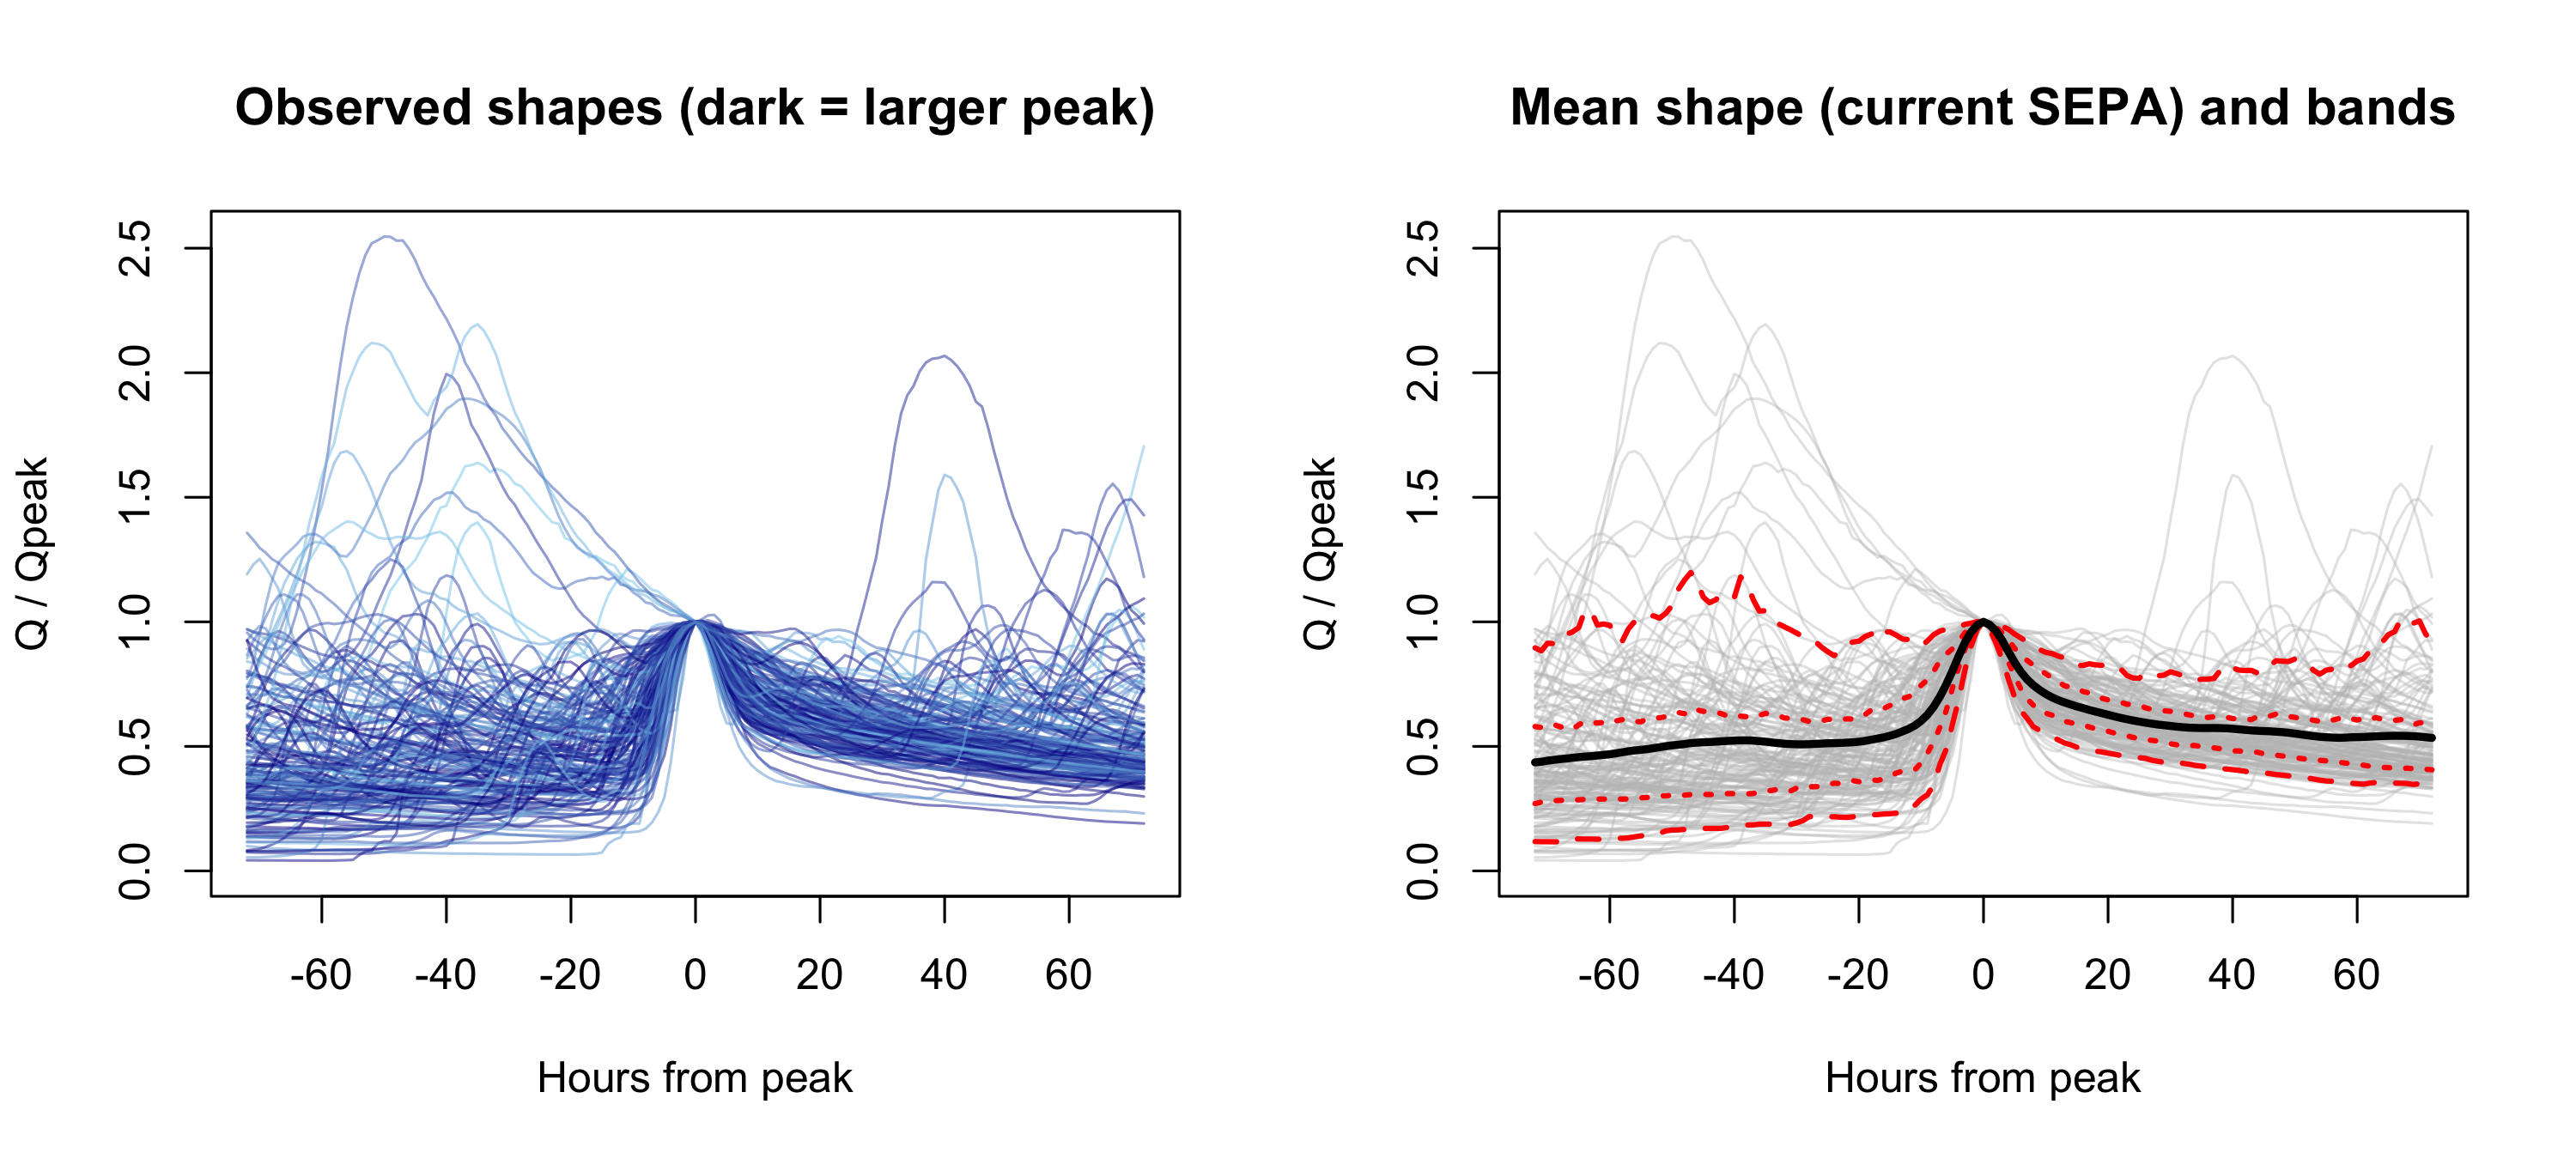 Observed shapes (dark = larger peak)
Q / Qpeak
2.5
2.0
1.5
1.0
0.5
0.0
-60 -40 -20 0 20 40 60
Hours from peak
Mean shape (current SEPA) and bands
Q / Qpeak
2.5
2.0
1.5
1.0
0.5
0.0
-60 -40 -20 0 20 40 60
Hours from peak